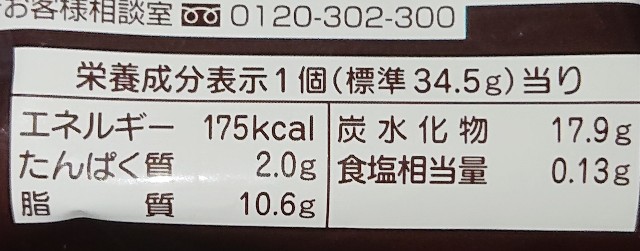 お客様相談室 0120-302-300
栄養成分表示1個(標準34.5g)当り
エネルギー 175kcal
たんぱく質 2.0g
脂質 10.6g
炭水化物 17.9g
食塩相当量 0.13g